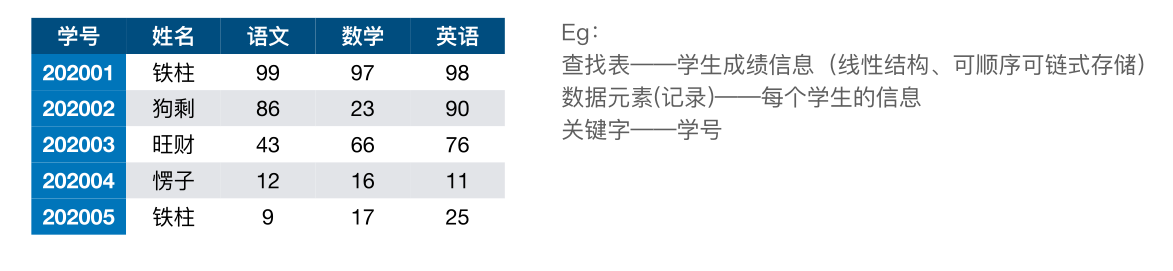 学号 姓名 语文 数学 英语
202001 铁柱 99 97 98
202002 狗剩 86 23 90
202003 旺财 43 66 76
202004 愣子 12 16 11
202005 铁柱 9 17 25
Eg：
查找表——学生成绩信息（线性结构、可顺序可链式存储）
数据元素(记录)——每个学生的信息
关键字——学号